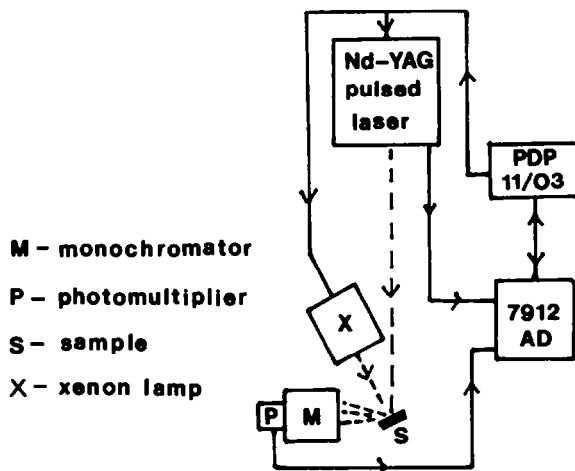 Nd-YAG
pulsed
laser
PDP
11/03
M - monochromator
P - photomultiplier
S - sample
X - xenon lamp
X
7912
AD
P
M
S